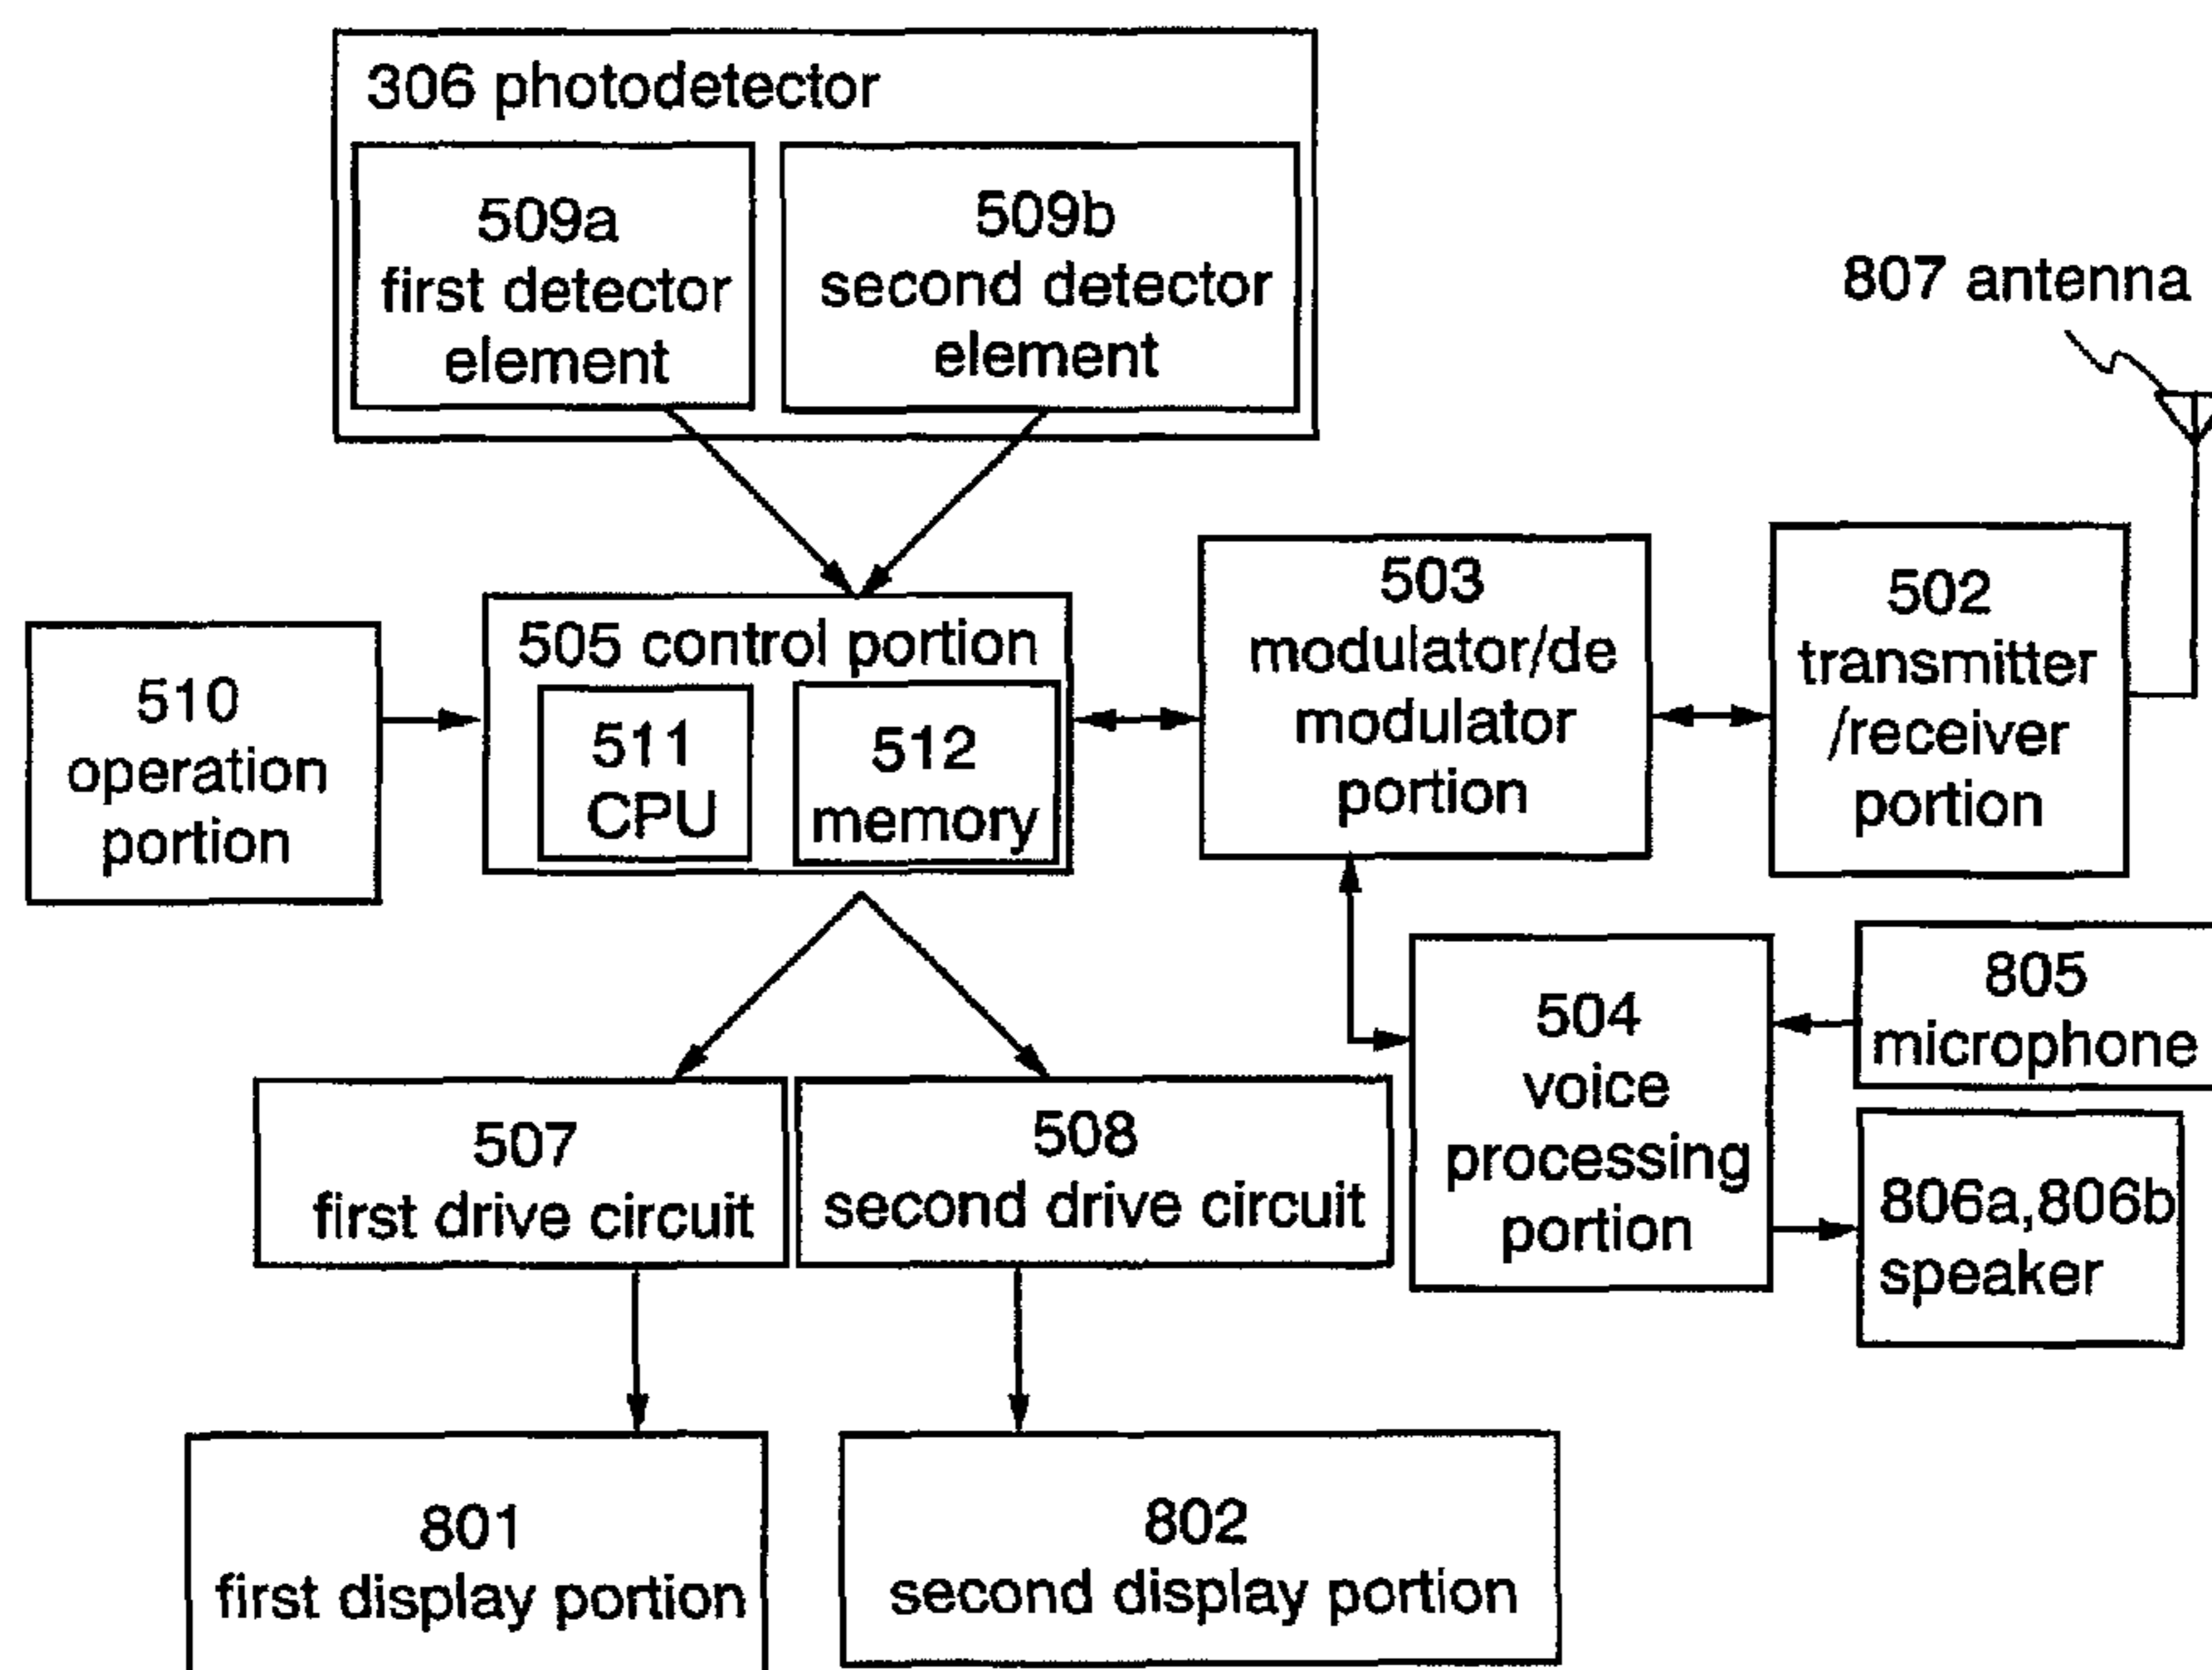 306 photodetector
509a
first detector
element
509b
second detector
element
807 antenna
510
operation
portion
505 control portion
511
CPU
512
memory
503
modulator/de
modulator
portion
502
transmitter
/receiver
portion
504
voice
processing
portion
805
microphone
806a,806b
speaker
507
first drive circuit
508
second drive circuit
801
first display portion
802
second display portion